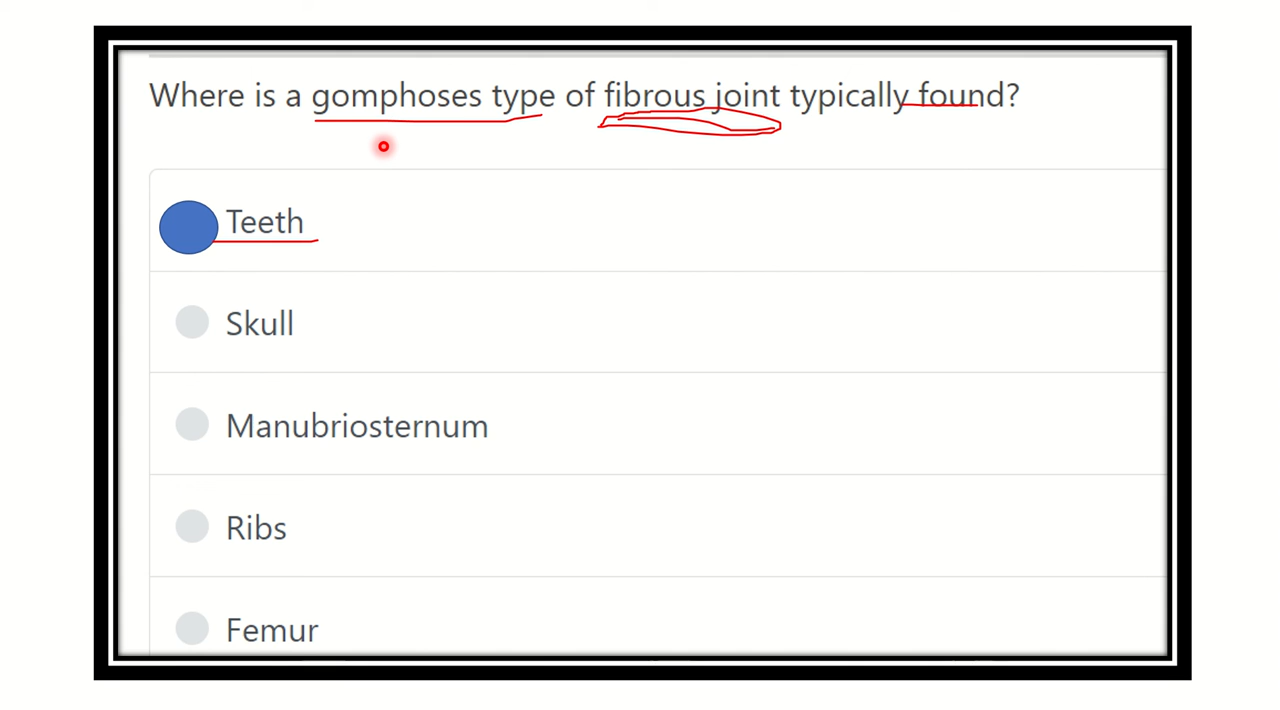 Where is a gomphoses type of fibrous joint typically found?
Teeth
Skull
Manubriosternum
Ribs
Femur